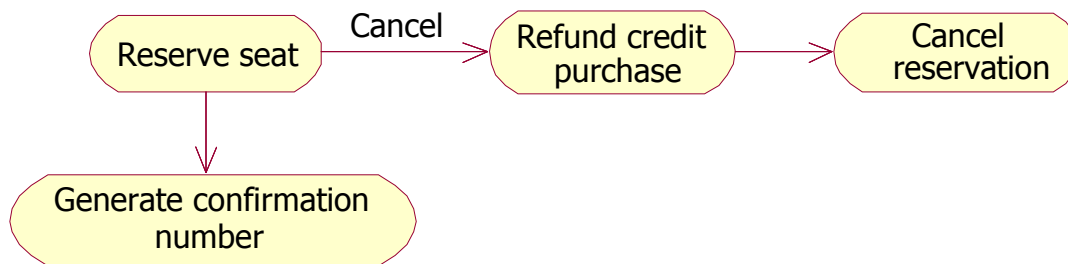 Reserve seat
Cancel
Refund credit
purchase
Cancel
reservation
Generate confirmation
number